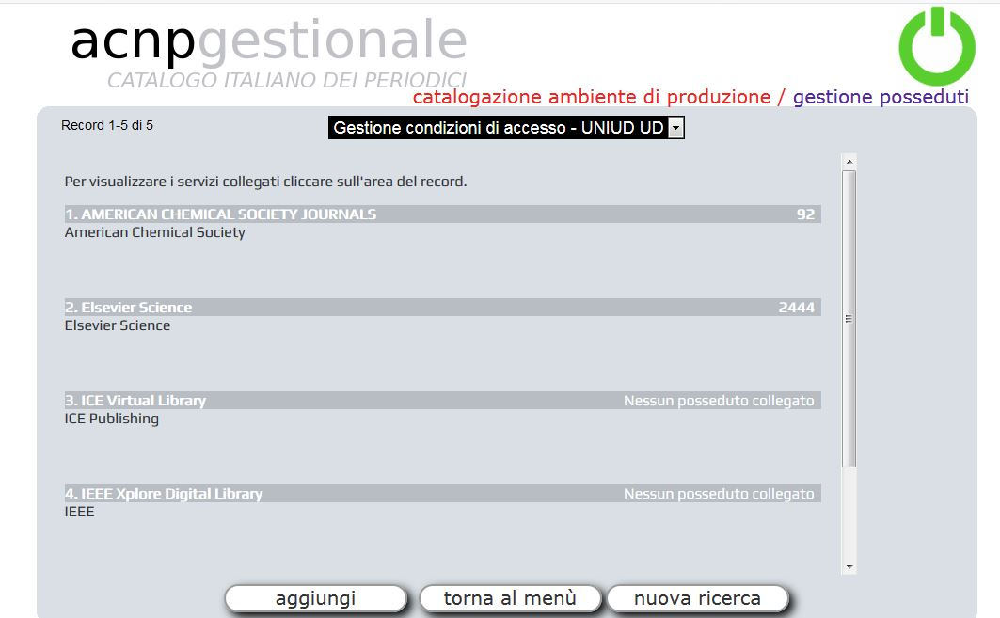 acnpgestionale
CATALOGO ITALIANO DEI PERIODICI
catalogazione ambiente di produzione / gestione posseduti
Record 1-5 di 5
Gestione condizioni di accesso - UNIUD UD
Per visualizzare i servizi collegati cliccare sull'area del record.
1. AMERICAN CHEMICAL SOCIETY JOURNALS 92
American Chemical Society
2. Elsevier Science 2444
Elsevier Science
3. ICE Virtual Library Nessun posseduto collegato
ICE Publishing
4. IEEE Xplore Digital Library Nessun posseduto collegato
IEEE
aggiungi torna al menù nuova ricerca